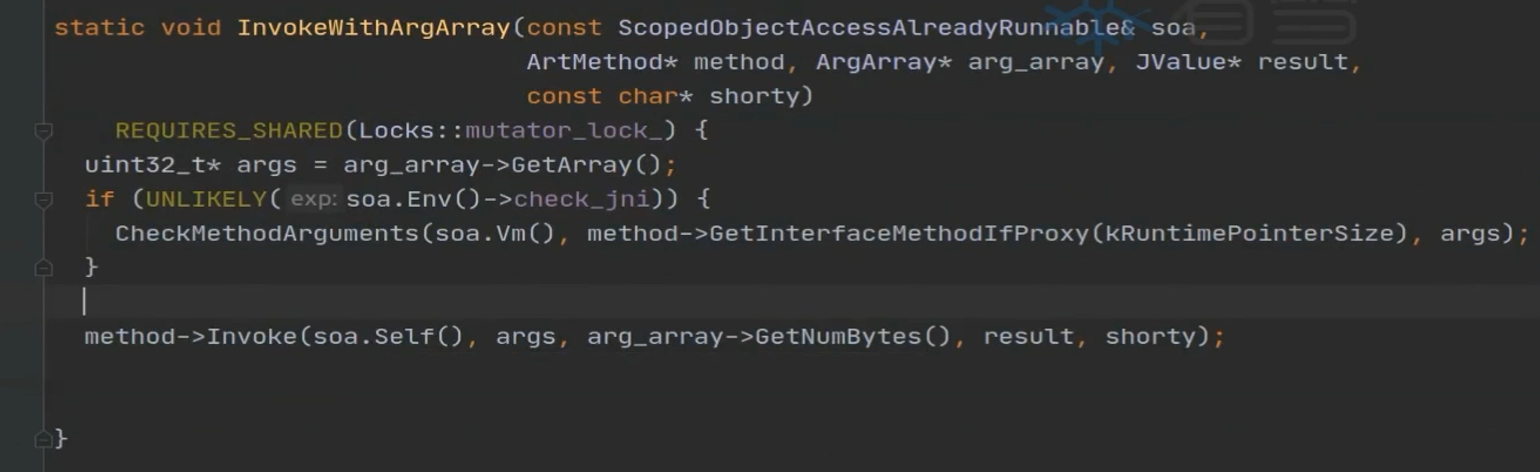 static void InvokeWithArgArray(const ScopedObjectAccessAlreadyRunnable& soa,
                               ArtMethod* method, ArgArray* arg_array, JValue* result,
                               const char* shorty)
    REQUIRES_SHARED(Locks::mutator_lock_) {
  uint32_t* args = arg_array->GetArray();
  if (UNLIKELY( exp: soa.Env()->check_jni)) {
    CheckMethodArguments(soa.Vm(), method->GetInterfaceMethodIfProxy(kRuntimePointerSize), args);
  }
  method->Invoke(soa.Self(), args, arg_array->GetNumBytes(), result, shorty);
}